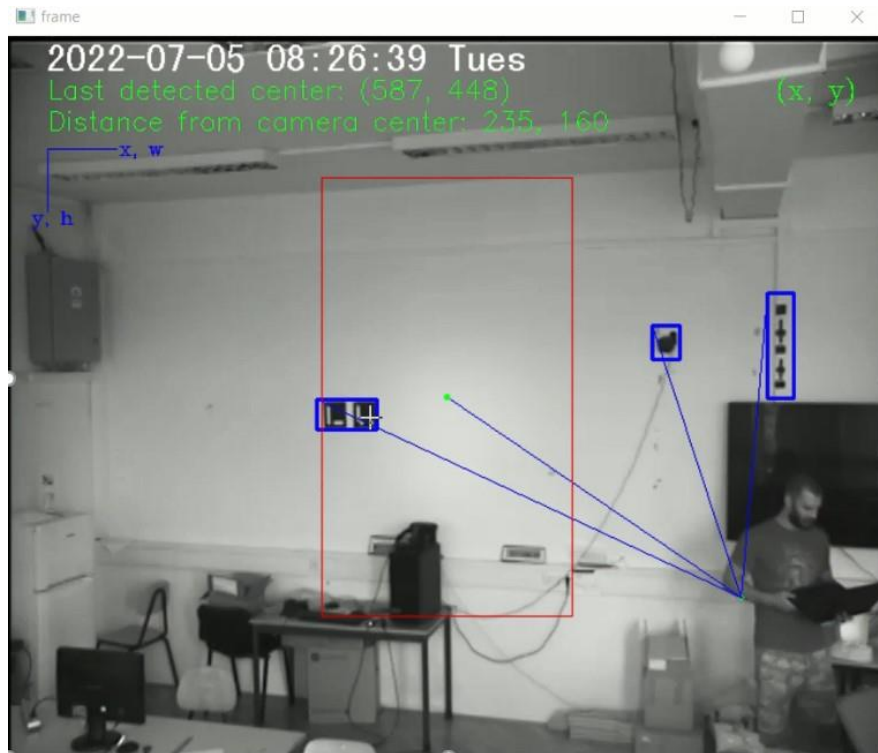 frame
2022-07-05 08:26:39 Tues
Last detected center: (587, 448)
(x, y)
Distance from camera center: 235, 160
x, w
y, h